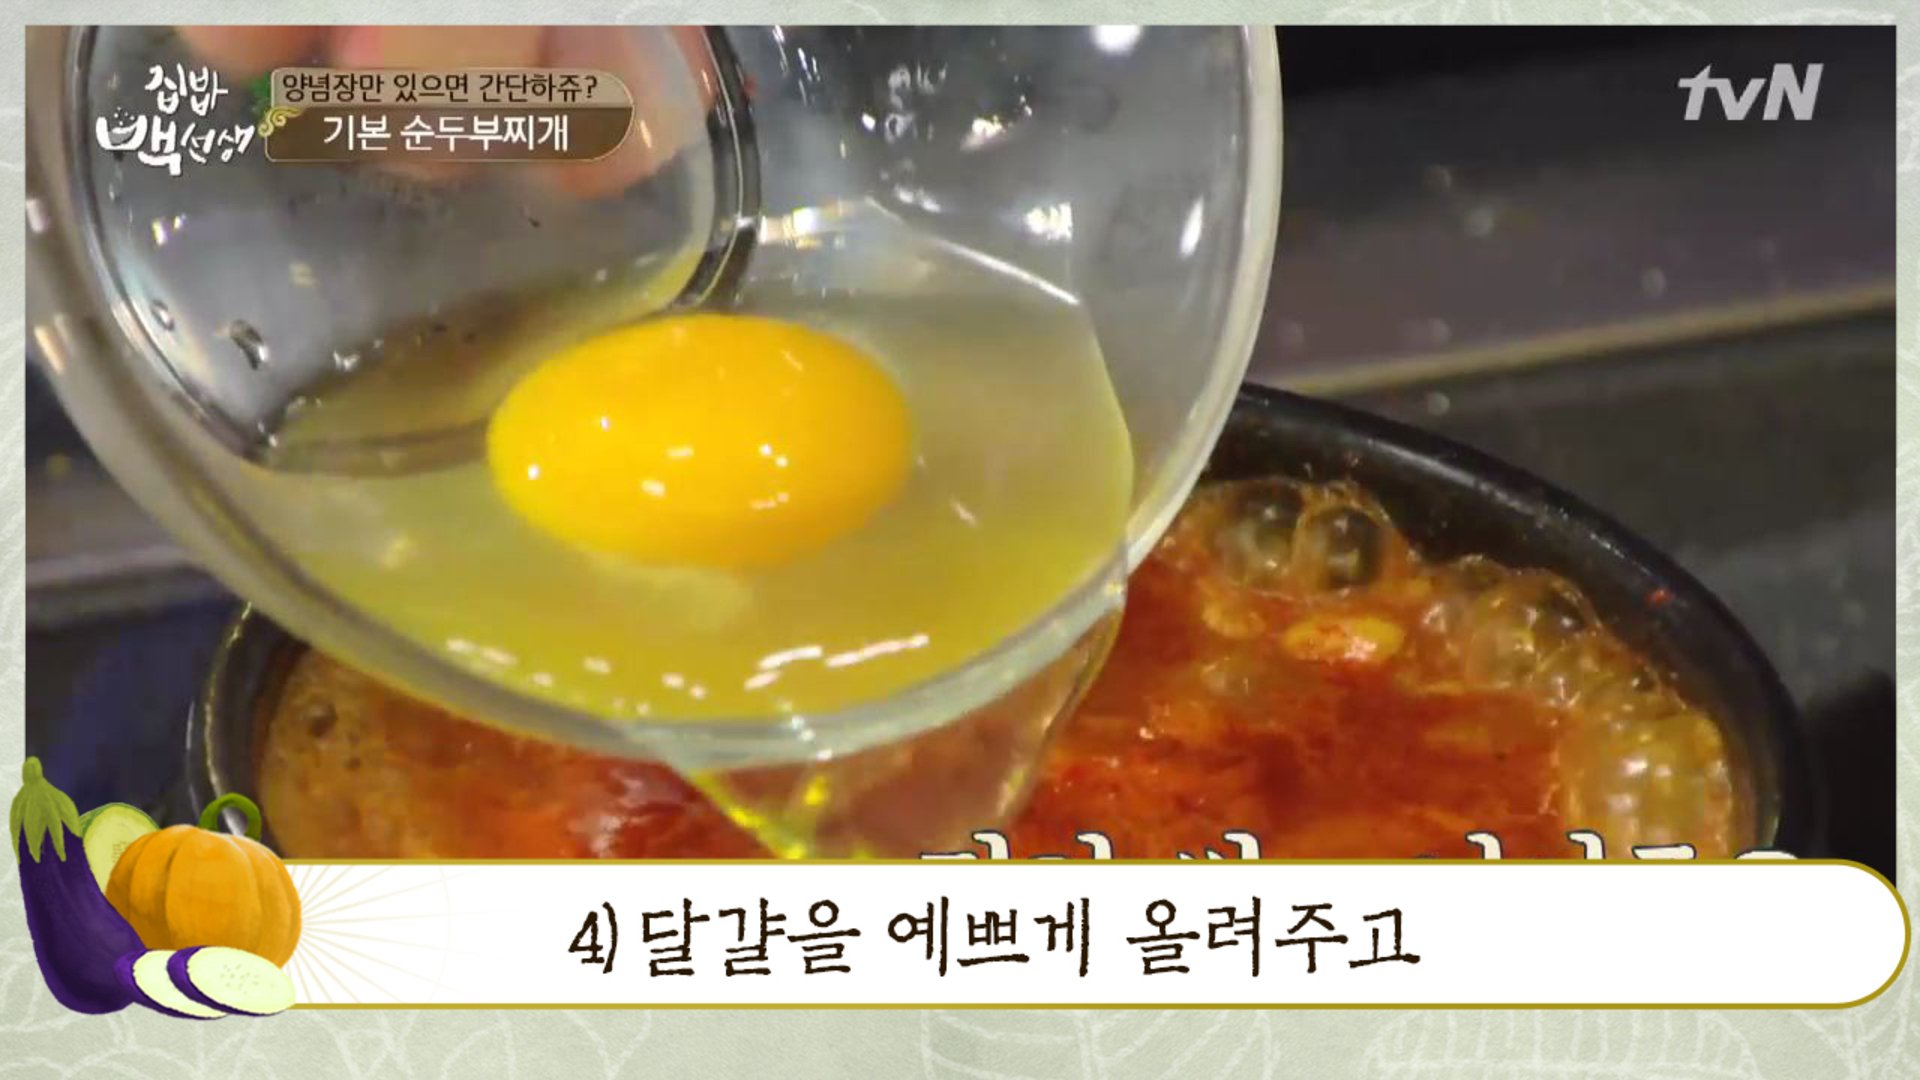 집밥
백선생
양념장만 있으면 간단하쥬?
기본 순두부찌개
tvN
4) 달걀을 예쁘게 올려주고